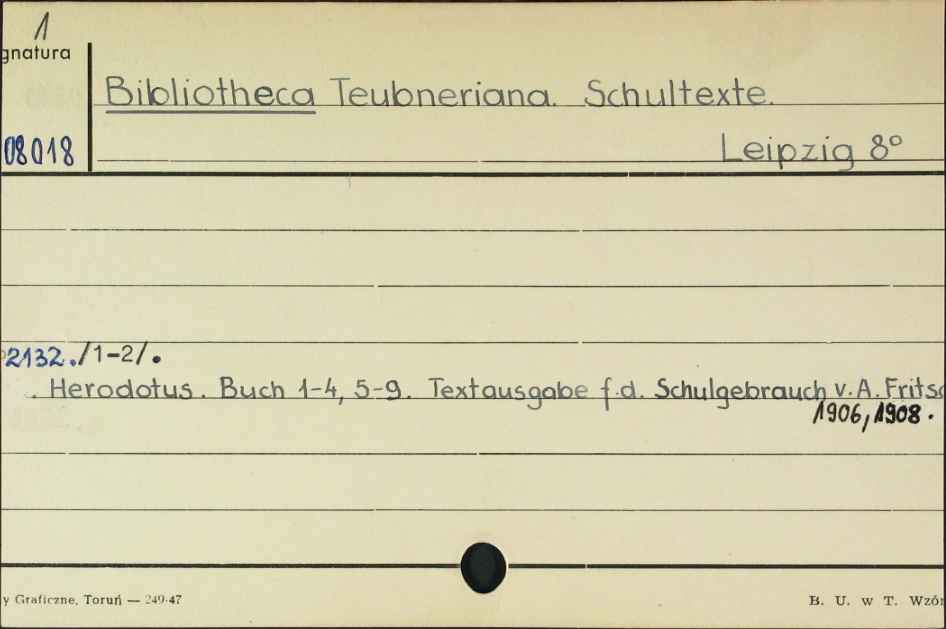 1
gnatura
Bibliotheca Teubneriana. Schultexte.
08018
Leipzig 8°
2132./1-2/.
. Herodotus. Buch 1-4, 5-9. Textausgabe f.d. Schulgebrauch v. A. Fritsc
1906, 1908.
y Graficzne, Toruń — 249-47
B. U. w T. Wzór